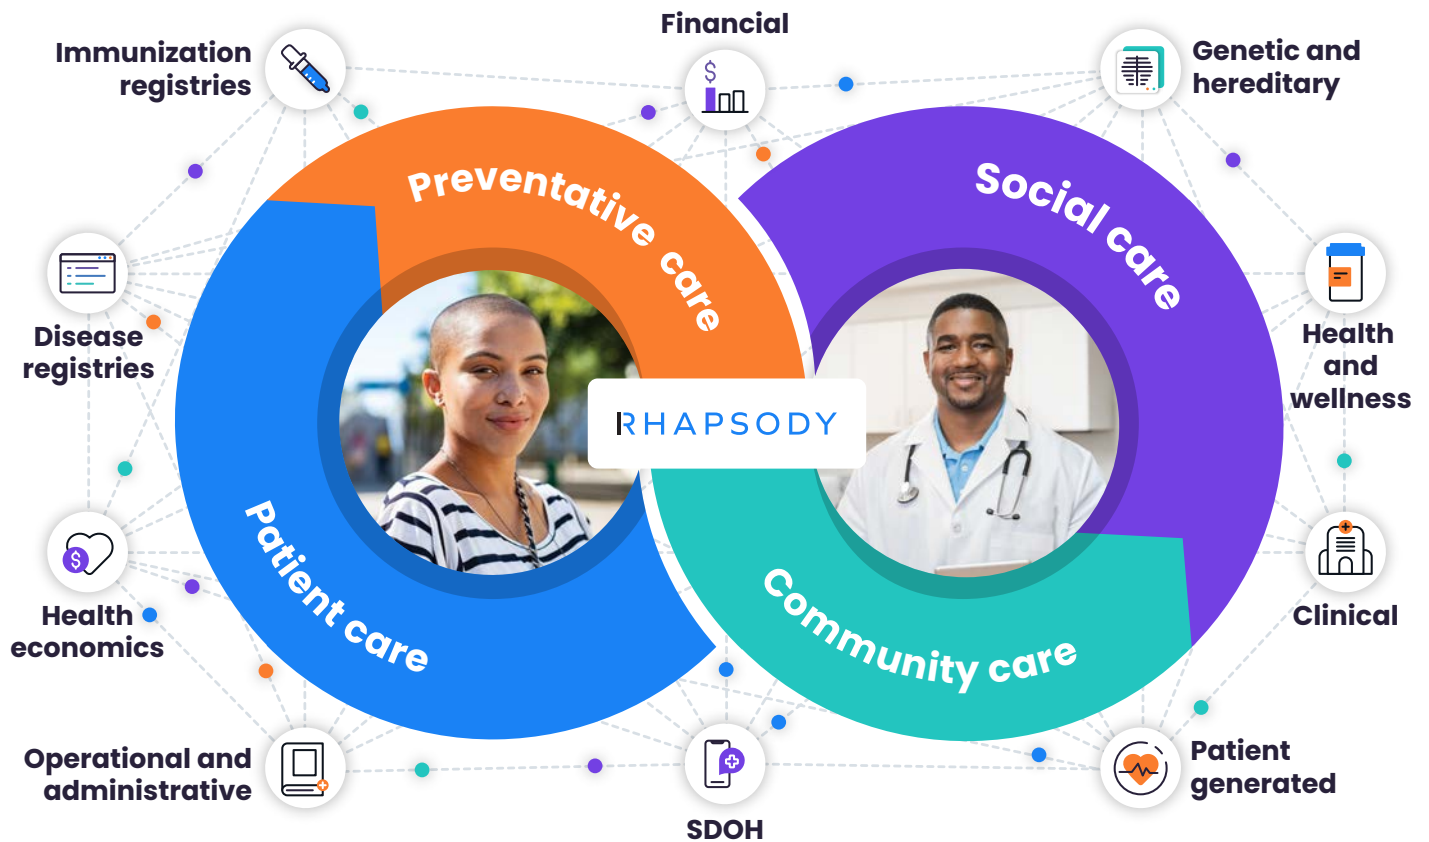 Financial
Immunization
registries
Genetic and
hereditary
Preventative care
Social care
Disease
registries
Health
and
wellness
RHAPSODY
Patient care
Community care
Health
economics
Clinical
Operational and
administrative
Patient
generated
SDOH